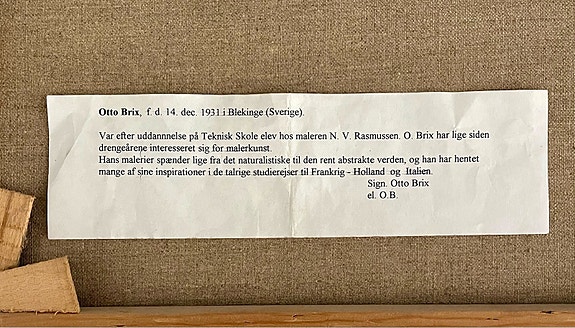 Otto Brix, f. d. 14. dec. 1931 i Blekinge (Sverige).
Var efter uddannnelse på Teknisk Skole elev hos maleren N. V. Rasmussen. O. Brix har lige siden
drengeårene interesseret sig for malerkunst.
Hans malerier spænder lige fra det naturalistiske til den rent abstrakte verden, og han har hentet
mange af sine inspirationer i de talrige studierejser til Frankrig - Holland og Italien.
Sign. Otto Brix
el. O.B.